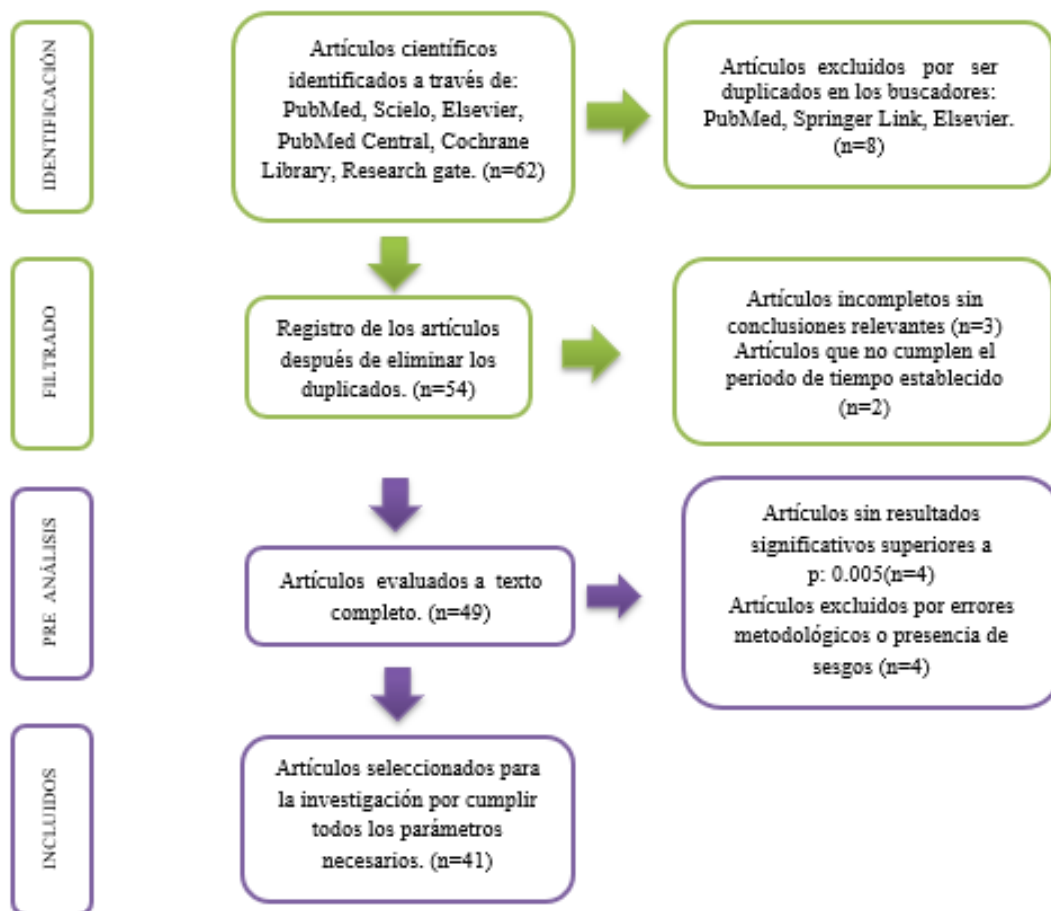 IDENTIFICACIÓN
Artículos científicos
identificados a través de:
PubMed, Scielo, Elsevier,
PubMed Central, Cochrane
Library, Research gate. (n=62)
Artículos excluidos por ser
duplicados en los buscadores:
PubMed, Springer Link, Elsevier.
(n=8)
FILTRADO
Registro de los artículos
después de eliminar los
duplicados. (n=54)
Artículos incompletos sin
conclusiones relevantes (n=3)
Artículos que no cumplen el
periodo de tiempo establecido
(n=2)
PRE ANÁLISIS
Artículos evaluados a texto
completo. (n=49)
Artículos sin resultados
significativos superiores a
p: 0.005(n=4)
Artículos excluidos por errores
metodológicos o presencia de
sesgos (n=4)
INCLUIDOS
Artículos seleccionados para
la investigación por cumplir
todos los parámetros
necesarios. (n=41)